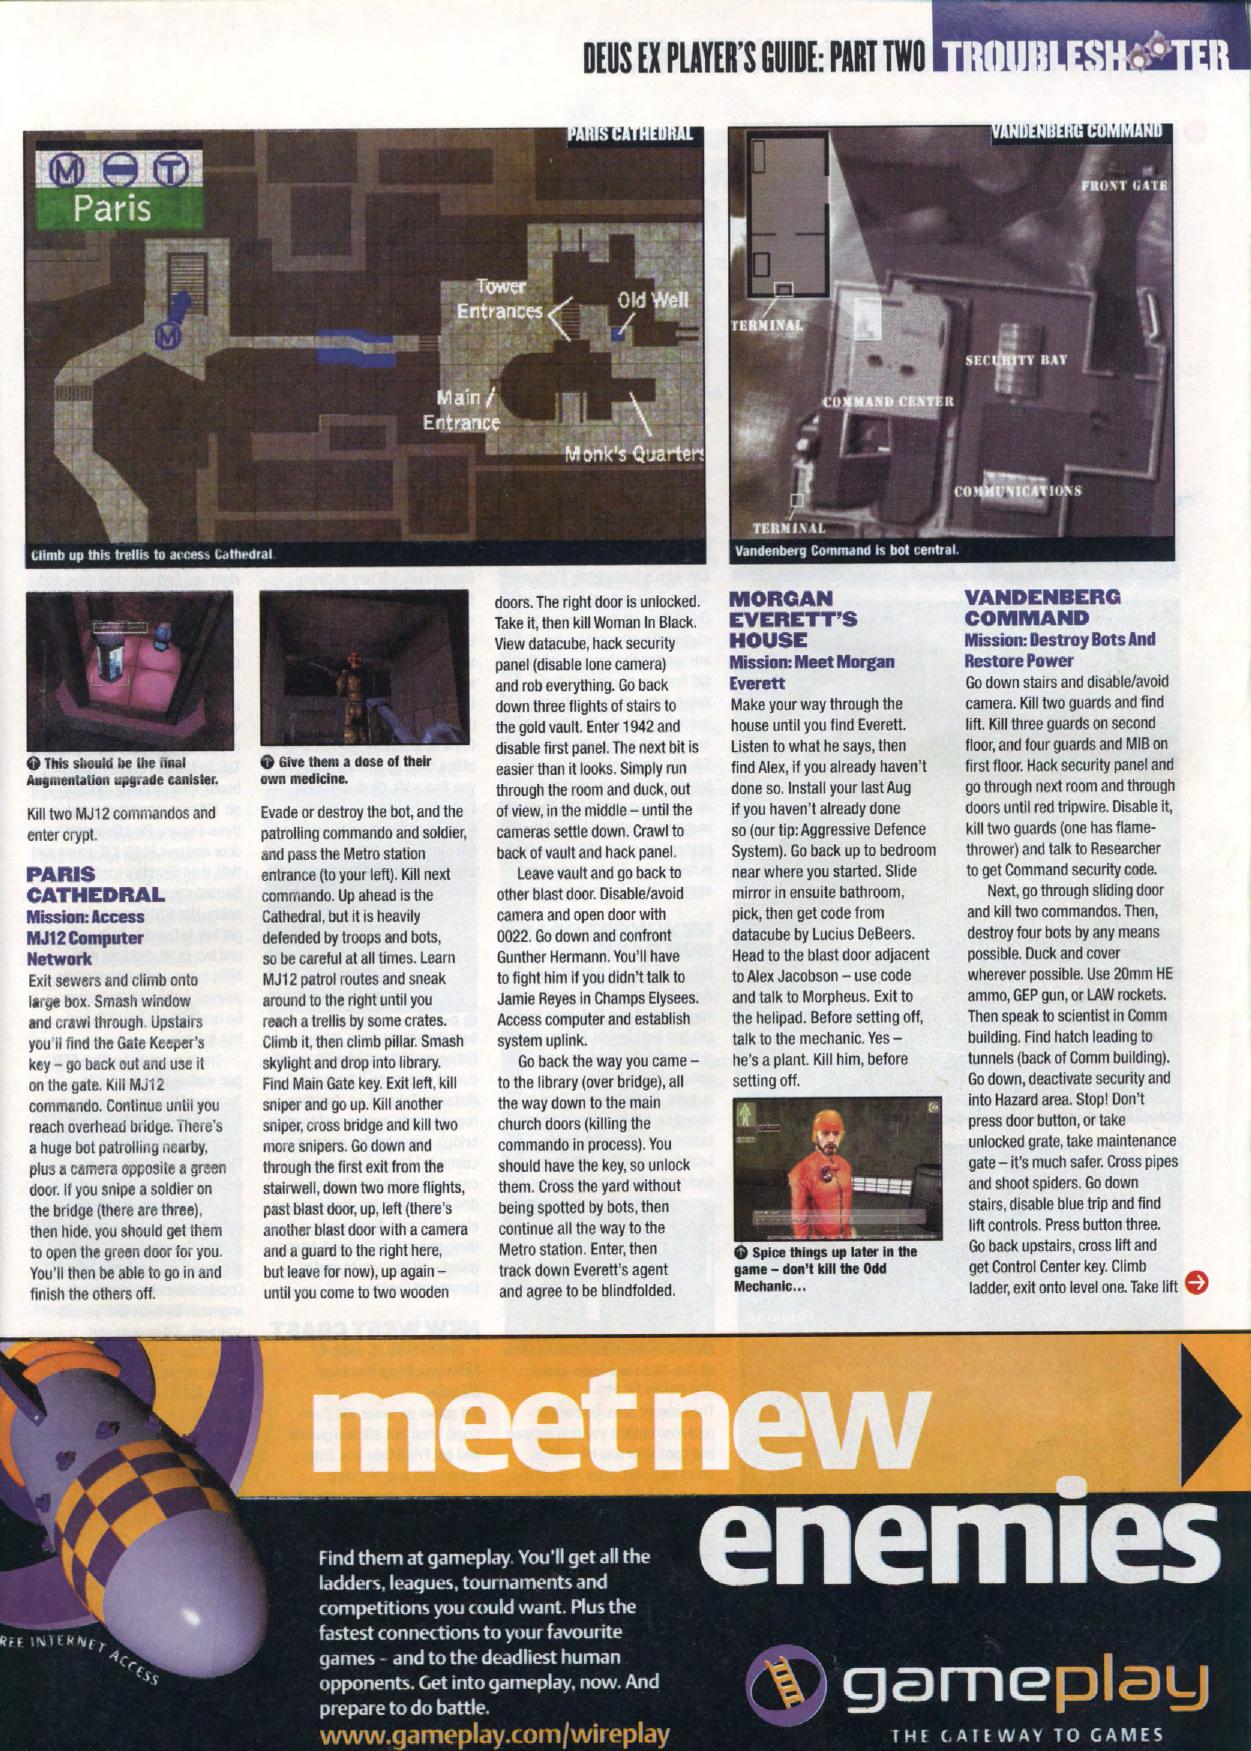 DEUS EX PLAYER'S GUIDE: PART TWO TROUBLESHOOTER
PARIS CATHEDRAL
M T
Paris
M
Tower
Entrances
Old Well
Main
Entrance
Monk's Quarters
Climb up this trellis to access Cathedral.
VANDENBERG COMMAND
FRONT GATE
TERMINAL
SECURITY BAY
COMMAND CENTER
COMMUNICATIONS
TERMINAL
Vandenberg Command is bot central.
This should be the final
Augmentation upgrade canister.
Kill two MJ12 commandos and
enter crypt.
PARIS
CATHEDRAL
Mission: Access
MJ12 Computer
Network
Exit sewers and climb onto
large box. Smash window
and crawl through. Upstairs
you'll find the Gate Keeper's
key – go back out and use it
on the gate. Kill MJ12
commando. Continue until you
reach overhead bridge. There's
a huge bot patrolling nearby,
plus a camera opposite a green
door. If you snipe a soldier on
the bridge (there are three),
then hide, you should get them
to open the green door for you.
You'll then be able to go in and
finish the others off.
Give them a dose of their
own medicine.
Evade or destroy the bot, and the
patrolling commando and soldier,
and pass the Metro station
entrance (to your left). Kill next
commando. Up ahead is the
Cathedral, but it is heavily
defended by troops and bots,
so be careful at all times. Learn
MJ12 patrol routes and sneak
around to the right until you
reach a trellis by some crates.
Climb it, then climb pillar. Smash
skylight and drop into library.
Find Main Gate key. Exit left, kill
sniper and go up. Kill another
sniper, cross bridge and kill two
more snipers. Go down and
through the first exit from the
stairwell, down two more flights,
past blast door, up, left (there's
another blast door with a camera
and a guard to the right here,
but leave for now), up again –
until you come to two wooden
doors. The right door is unlocked.
Take it, then kill Woman In Black.
View datacube, hack security
panel (disable lone camera)
and rob everything. Go back
down three flights of stairs to
the gold vault. Enter 1942 and
disable first panel. The next bit is
easier than it looks. Simply run
through the room and duck, out
of view, in the middle – until the
cameras settle down. Crawl to
back of vault and hack panel.
Leave vault and go back to
other blast door. Disable/avoid
camera and open door with
0022. Go down and confront
Gunther Hermann. You'll have
to fight him if you didn't talk to
Jamie Reyes in Champs Elysees.
Access computer and establish
system uplink.
Go back the way you came –
to the library (over bridge), all
the way down to the main
church doors (killing the
commando in process). You
should have the key, so unlock
them. Cross the yard without
being spotted by bots, then
continue all the way to the
Metro station. Enter, then
track down Everett's agent
and agree to be blindfolded.
MORGAN
EVERETT'S
HOUSE
Mission: Meet Morgan
Everett
Make your way through the
house until you find Everett.
Listen to what he says, then
find Alex, if you already haven't
done so. Install your last Aug
if you haven't already done
so (our tip: Aggressive Defence
System). Go back up to bedroom
near where you started. Slide
mirror in ensuite bathroom,
pick, then get code from
datacube by Lucius DeBeers.
Head to the blast door adjacent
to Alex Jacobson – use code
and talk to Morpheus. Exit to
the helipad. Before setting off,
talk to the mechanic. Yes –
he's a plant. Kill him, before
setting off.
Spice things up later in the
game – don't kill the Odd
Mechanic...
VANDENBERG
COMMAND
Mission: Destroy Bots And
Restore Power
Go down stairs and disable/avoid
camera. Kill two guards and find
lift. Kill three guards on second
floor, and four guards and MIB on
first floor. Hack security panel and
go through next room and through
doors until red tripwire. Disable it,
kill two guards (one has flame-
thrower) and talk to Researcher
to get Command security code.
Next, go through sliding door
and kill two commandos. Then,
destroy four bots by any means
possible. Duck and cover
wherever possible. Use 20mm HE
ammo, GEP gun, or LAW rockets.
Then speak to scientist in Comm
building. Find hatch leading to
tunnels (back of Comm building).
Go down, deactivate security and
into Hazard area. Stop! Don't
press door button, or take
unlocked grate, take maintenance
gate – it's much safer. Cross pipes
and shoot spiders. Go down
stairs, disable blue trip and find
lift controls. Press button three.
Go back upstairs, cross lift and
get Control Center key. Climb
ladder, exit onto level one. Take lift
meet new
enemies
Find them at gameplay. You'll get all the
ladders, leagues, tournaments and
competitions you could want. Plus the
fastest connections to your favourite
games – and to the deadliest human
opponents. Get into gameplay, now. And
prepare to do battle.
www.gameplay.com/wireplay
REE INTERNET ACCESS
gameplay
THE GATEWAY TO GAMES